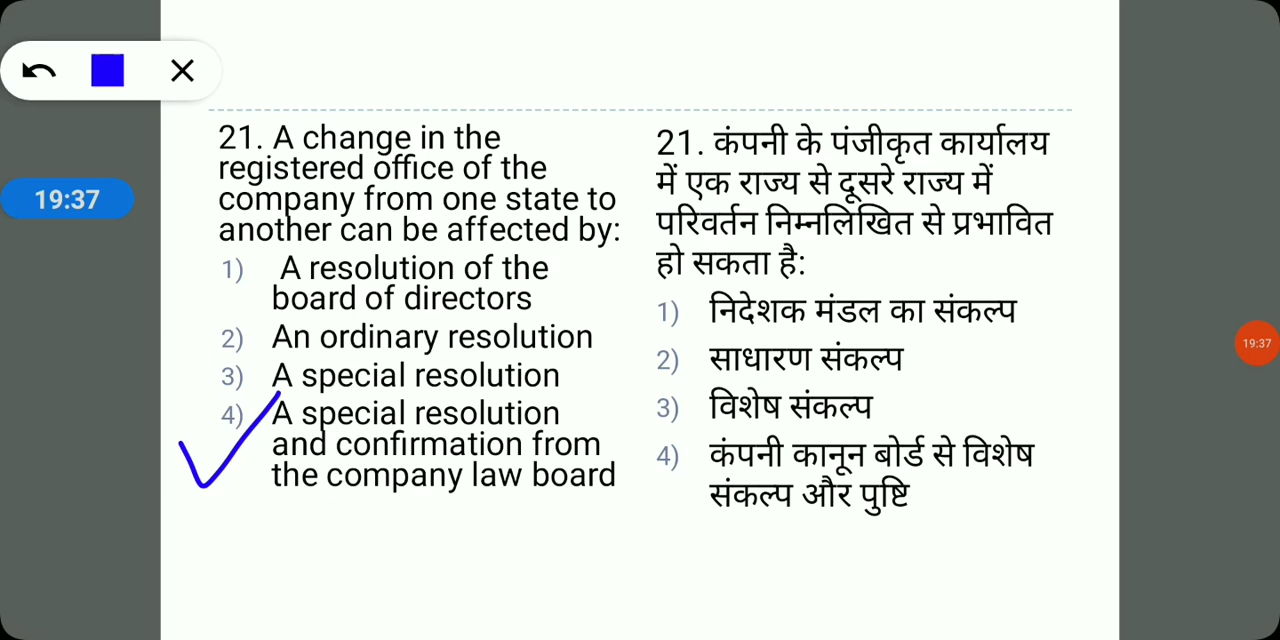 19:37
21. A change in the
registered office of the
company from one state to
another can be affected by:
1) A resolution of the
board of directors
2) An ordinary resolution
3) A special resolution
4) A special resolution
and confirmation from
the company law board
21. कंपनी के पंजीकृत कार्यालय
में एक राज्य से दूसरे राज्य में
परिवर्तन निम्नलिखित से प्रभावित
हो सकता है:
1) निदेशक मंडल का संकल्प
2) साधारण संकल्प
3) विशेष संकल्प
4) कंपनी कानून बोर्ड से विशेष
संकल्प और पुष्टि
19:37